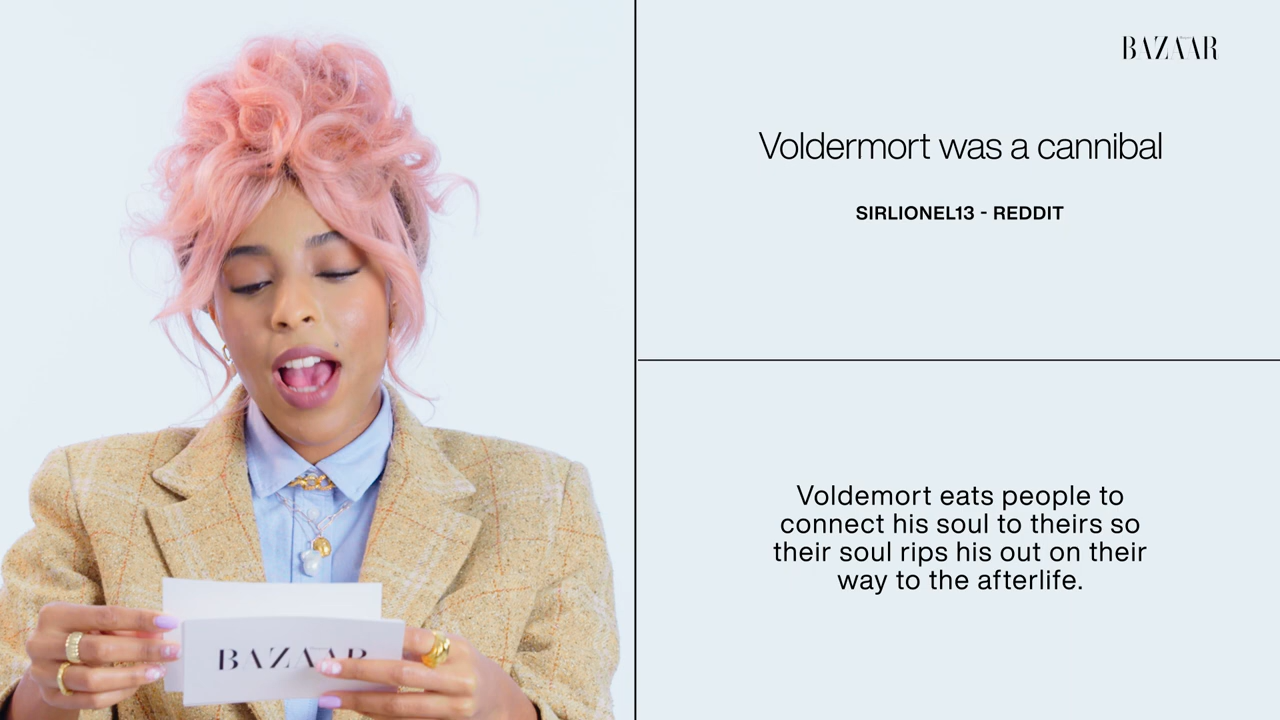 BAZAAR
Voldermort was a cannibal
SIRLIONEL13 - REDDIT
Voldemort eats people to
connect his soul to theirs so
their soul rips his out on their
way to the afterlife.
BAZAAR